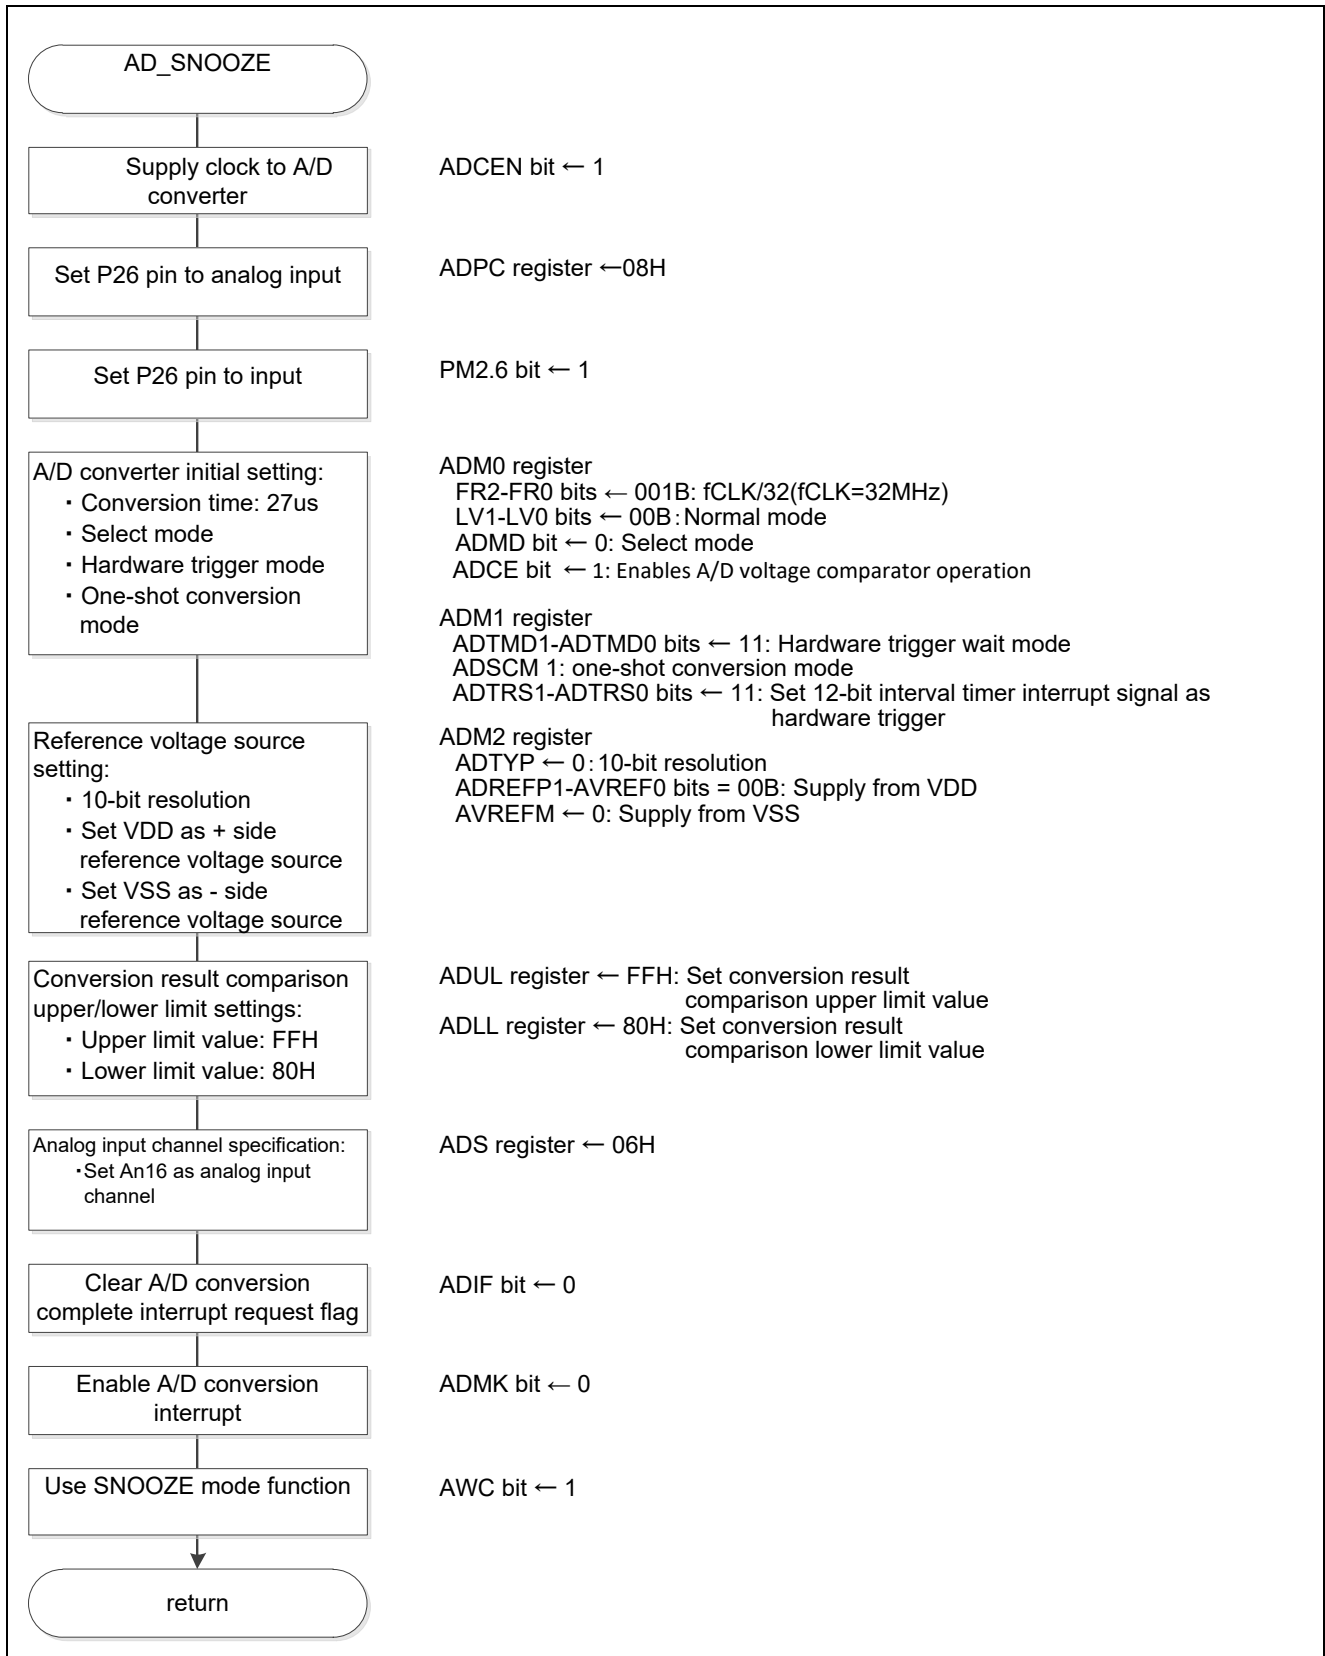 AD_SNOOZE
Supply clock to A/D
converter
ADCEN bit ← 1
Set P26 pin to analog input
ADPC register ←08H
Set P26 pin to input
PM2.6 bit ← 1
A/D converter initial setting:
・Conversion time: 27us
・Select mode
・Hardware trigger mode
・One-shot conversion
mode
ADM0 register
FR2-FR0 bits ← 001B: fCLK/32(fCLK=32MHz)
LV1-LV0 bits ← 00B:Normal mode
ADMD bit ← 0: Select mode
ADCE bit ← 1: Enables A/D voltage comparator operation
ADM1 register
ADTMD1-ADTMD0 bits ← 11: Hardware trigger wait mode
ADSCM 1: one-shot conversion mode
ADTRS1-ADTRS0 bits ← 11: Set 12-bit interval timer interrupt signal as
hardware trigger
Reference voltage source
setting:
・10-bit resolution
・Set VDD as + side
reference voltage source
・Set VSS as - side
reference voltage source
ADM2 register
ADTYP ← 0:10-bit resolution
ADREFP1-AVREF0 bits = 00B: Supply from VDD
AVREFM ← 0: Supply from VSS
Conversion result comparison
upper/lower limit settings:
・Upper limit value: FFH
・Lower limit value: 80H
ADUL register ← FFH: Set conversion result
comparison upper limit value
ADLL register ← 80H: Set conversion result
comparison lower limit value
Analog input channel specification:
・Set An16 as analog input
channel
ADS register ← 06H
Clear A/D conversion
complete interrupt request flag
ADIF bit ← 0
Enable A/D conversion
interrupt
ADMK bit ← 0
Use SNOOZE mode function
AWC bit ← 1
return